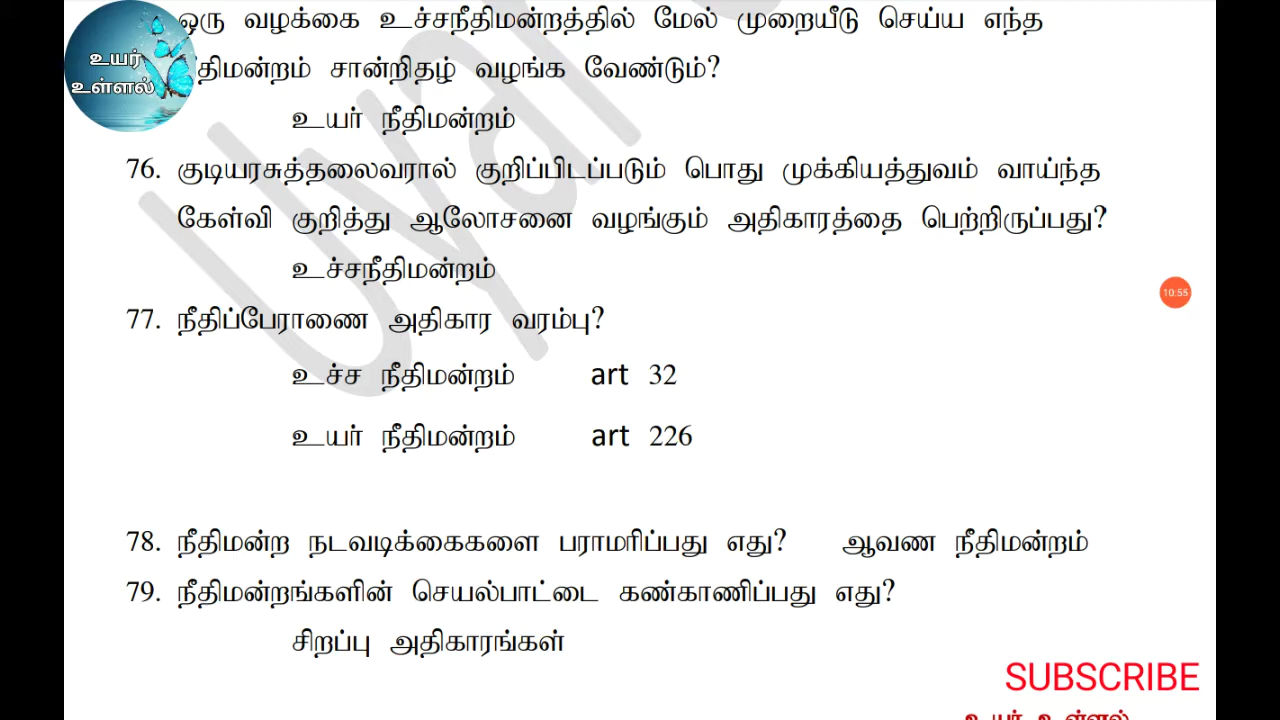 ஒரு வழக்கை உச்சநீதிமன்றத்தில் மேல் முறையீடு செய்ய எந்த
நீதிமன்றம் சான்றிதழ் வழங்க வேண்டும்?
உயர் உள்ளல்
உயர் நீதிமன்றம்
76. குடியரசுத்தலைவரால் குறிப்பிடப்படும் பொது முக்கியத்துவம் வாய்ந்த
கேள்வி குறித்து ஆலோசனை வழங்கும் அதிகாரத்தை பெற்றிருப்பது?
உச்சநீதிமன்றம்
10:55
77. நீதிப்பேராணை அதிகார வரம்பு?
உச்ச நீதிமன்றம் art 32
உயர் நீதிமன்றம் art 226
78. நீதிமன்ற நடவடிக்கைகளை பராமரிப்பது எது? ஆவண நீதிமன்றம்
79. நீதிமன்றங்களின் செயல்பாட்டை கண்காணிப்பது எது?
சிறப்பு அதிகாரங்கள்
SUBSCRIBE
உயர் உள்ளல்